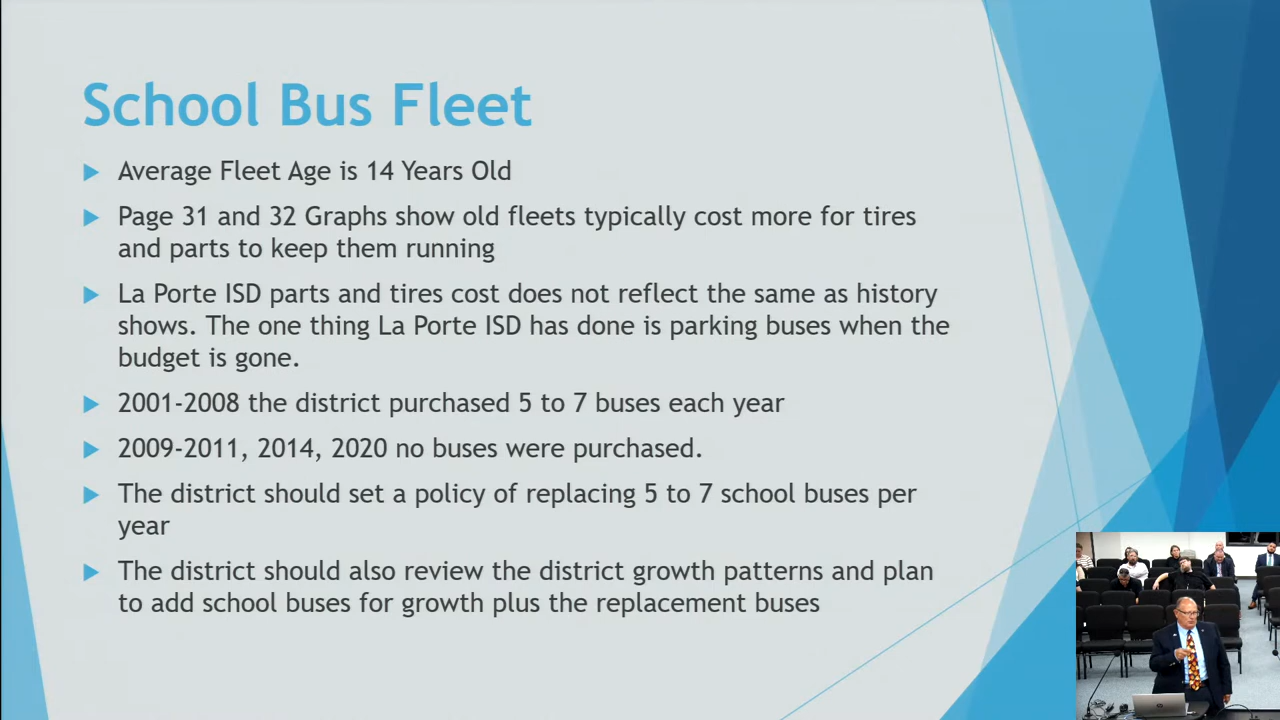 School Bus Fleet
Average Fleet Age is 14 Years Old
Page 31 and 32 Graphs show old fleets typically cost more for tires
and parts to keep them running
La Porte ISD parts and tires cost does not reflect the same as history
shows. The one thing La Porte ISD has done is parking buses when the
budget is gone.
2001-2008 the district purchased 5 to 7 buses each year
2009-2011, 2014, 2020 no buses were purchased.
The district should set a policy of replacing 5 to 7 school buses per
year
The district should also review the district growth patterns and plan
to add school buses for growth plus the replacement buses